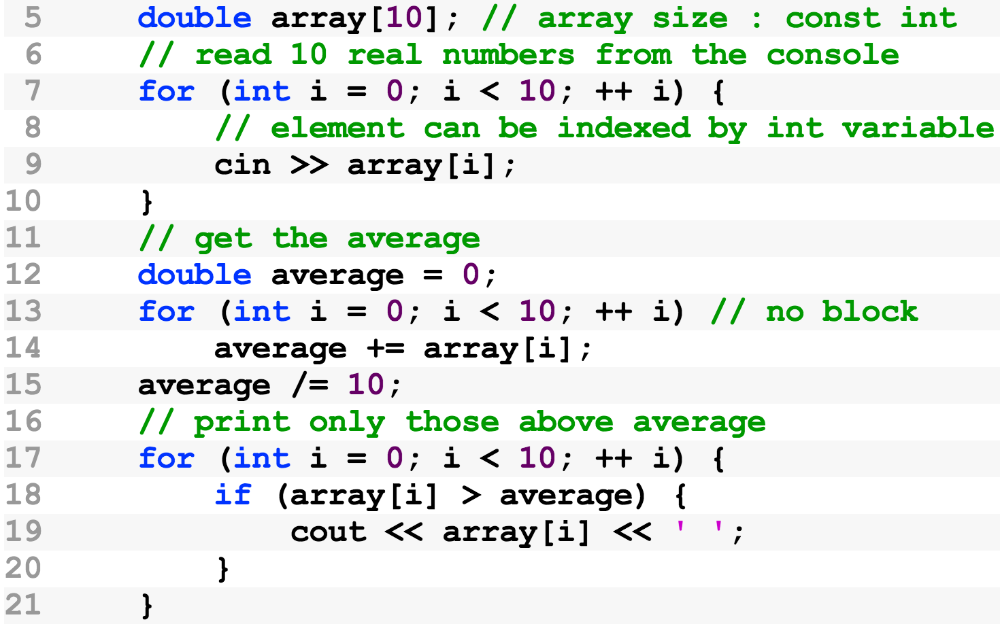 5 double array[10]; // array size : const int
6 // read 10 real numbers from the console
7 for (int i = 0; i < 10; ++ i) {
8 // element can be indexed by int variable
9 cin >> array[i];
10 }
11 // get the average
12 double average = 0;
13 for (int i = 0; i < 10; ++ i) // no block
14 average += array[i];
15 average /= 10;
16 // print only those above average
17 for (int i = 0; i < 10; ++ i) {
18 if (array[i] > average) {
19 cout << array[i] << ' ';
20 }
21 }